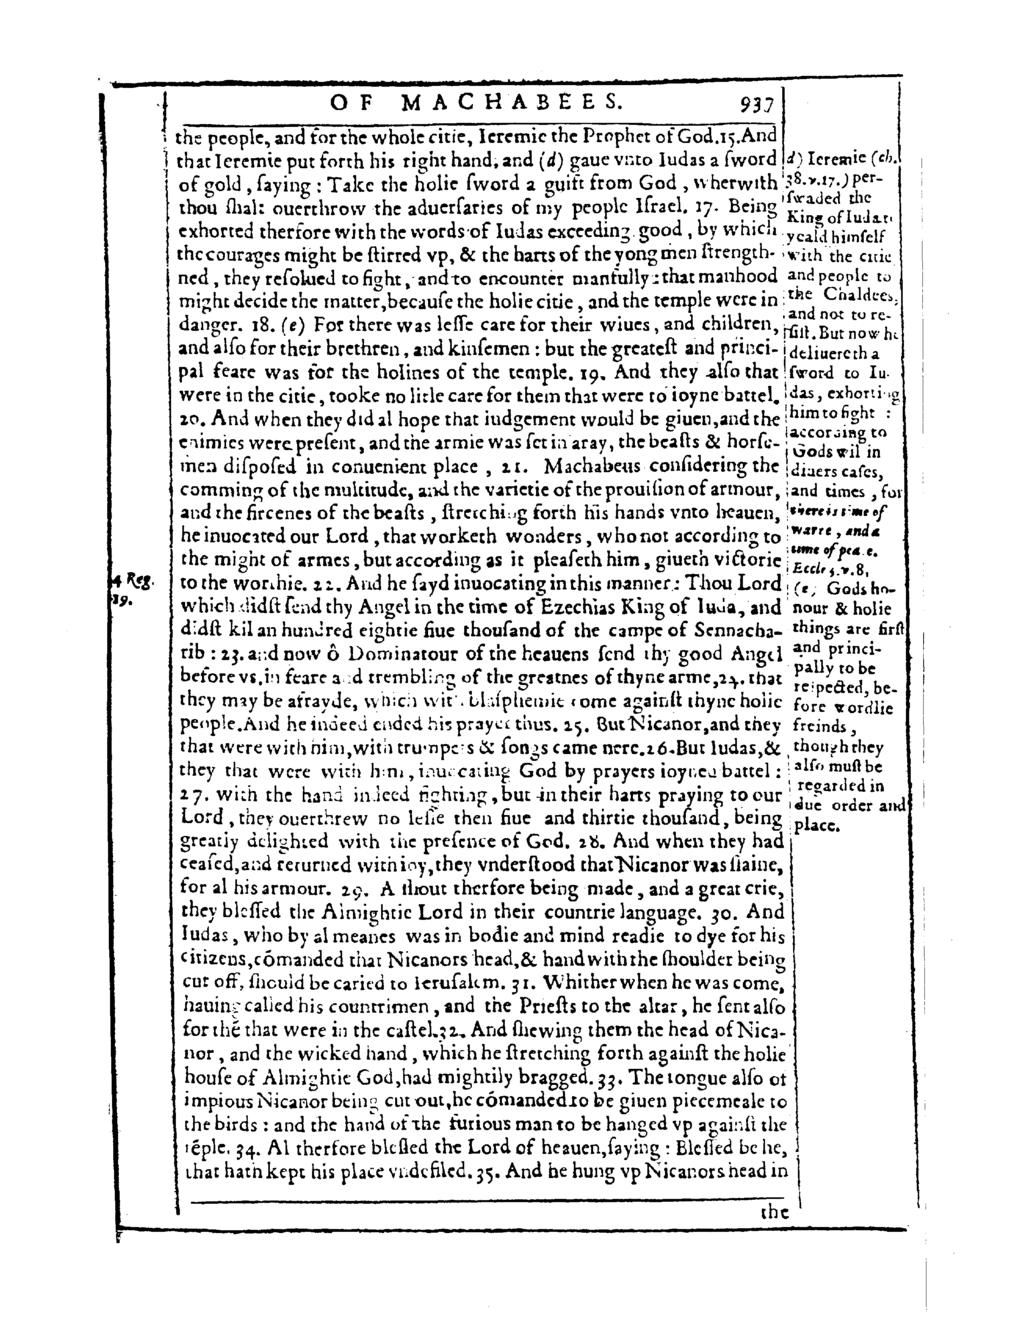 OF MACHABEES. 937
the people, and for the whole citie, Ieremie the Prophet of God. 15. And
that Ieremie put forth his right hand, and (d) gaue vnto Iudas a ſword
of gold, ſaying: Take the holie ſword a guift from God, wherwith
thou ſhalt ouerthrow the aduerſaries of my people Iſrael. 17. Being
exhorted therfore with the words of Iudas exceeding good, by which
the courages might be ſtirred vp, & the harts of the yong men ſtrength-
ned, they reſolued to fight, and to encounter manfully: that manhood
might decide the matter, becauſe the holie citie, and the temple were in
danger. 18. (e) For there was leſſe care for their wiues, and children,
and alſo for their brethren, and kinſemen: but the greateſt and princi-
pal feare was for the holines of the temple. 19. And they alſo that
were in the citie, tooke no litle care for them that were to ioyne battel.
20. And when they did al hope that iudgement would be giuen, and the
enimies were preſent, and the armie was ſet in aray, the beaſts & horſe-
men diſpoſed in conuenient place, 21. Machabeus conſidering the
comming of the multitude, and the varietie of the prouiſion of armour,
and the fircenes of the beaſts, ſtretching forth his hands vnto heauen,
he inuocated our Lord, that worketh wonders, who not according to
the might of armes, but according as it pleaſeth him, giueth victorie
to the worthie. 22. And he ſayd inuocating in this manner: Thou Lord
which didſt ſend thy Angel in the time of Ezechias King of Iuda, and
didſt kil an hundred eightie fiue thouſand of the campe of Sennacha-
rib: 23. and now ô Dominatour of the heauens ſend thy good Angel
before vs, in feare and trembling of the greatnes of thyne arme, 24. that
they may be afrayde, which with blaſphemie come againſt thyne holie
people. And he indeed ended his prayer thus. 25. But Nicanor, and they
that were with him, with trumpets & ſongs came nere. 26. But Iudas, &
they that were with him, inuocating God by prayers ioyned battel:
27. with the hand indeed fighting, but in their harts praying to our
Lord, they ouerthrew no leſſe then fiue and thirtie thouſand, being
greatly delighted with the preſence of God. 28. And when they had
ceaſed, and returned with ioy, they vnderſtood that Nicanor was ſlaine,
for al his armour. 29. A ſhout therfore being made, and a great crie,
they bleſſed the Almightie Lord in their countrie language. 30. And
Iudas, who by al meanes was in bodie and mind readie to dye for his
citizens, cōmanded that Nicanors head, & hand with the ſhoulder being
cut off, ſhould be caried to Ieruſalem. 31. Whither when he was come,
hauing called his countrimen, and the Prieſts to the altar, he ſent alſo
for thē that were in the caſtel. 32. And ſhewing them the head of Nica-
nor, and the wicked hand, which he ſtretching forth againſt the holie
houſe of Almightie God, had mightily bragged. 33. The tongue alſo of
impious Nicanor being cut out, he cōmanded to be giuen piecemeale to
the birds: and the hand of the furious man to be hanged vp againſt the
tēple. 34. Al therfore bleſſed the Lord of heauen, ſaying: Bleſſed be he,
that hath kept his place vndefiled. 35. And he hung vp Nicanors head in
the
4 Reg.
19.
d) Ieremie (ch.
38. v. 17.) per-
ſwaded the
King of Iuda to
yeald himſelf
with the citie
and people to
the Chaldees,
and not to re-
ſiſt. But now he
deliuereth a
ſword to Iu-
das, exhorting
him to fight:
according to
Gods wil in
diuers caſes,
and times, for
there is time of
warre, and a
time of peace.
Eccle 3. v. 8,
(e) Gods ho-
nour & holie
things are firſt
and princi-
pally to be
reſpected, be-
fore wordlie
freinds,
though they
alſo muſt be
regarded in
due order and
place.